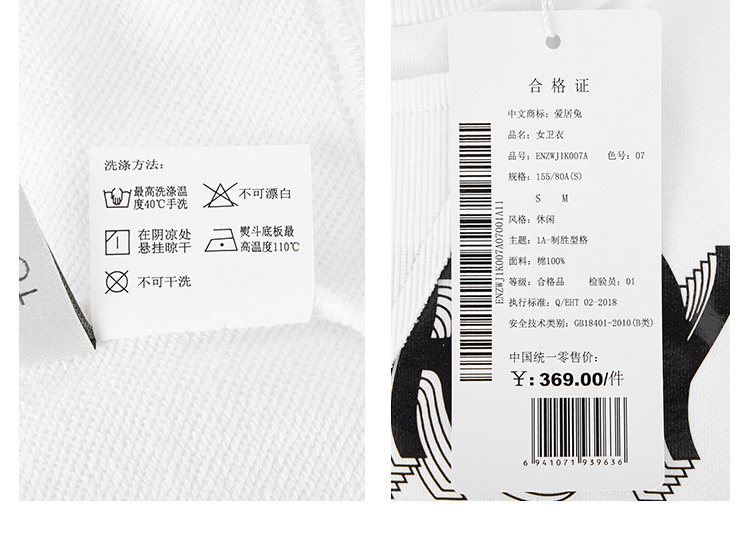 洗涤方法:
最高洗涤温
度40℃手洗
不可漂白
在阴凉处
悬挂晾干
熨斗底板最
高温度110℃
不可干洗
合格证
中文商标: 爱居兔
品名: 女卫衣
品号: ENZWJ1K007A 色号: 07
规格: 155/80A(S)
S M
风格: 休闲
主题: 1A-制胜型格
面料: 棉100%
等级: 合格品 检验员: 01
执行标准: Q/EHT 02-2018
安全技术类别: GB18401-2010(B类)
中国统一零售价:
¥: 369.00/件
ENZWJ1K007A07001A11
6 941071 939636